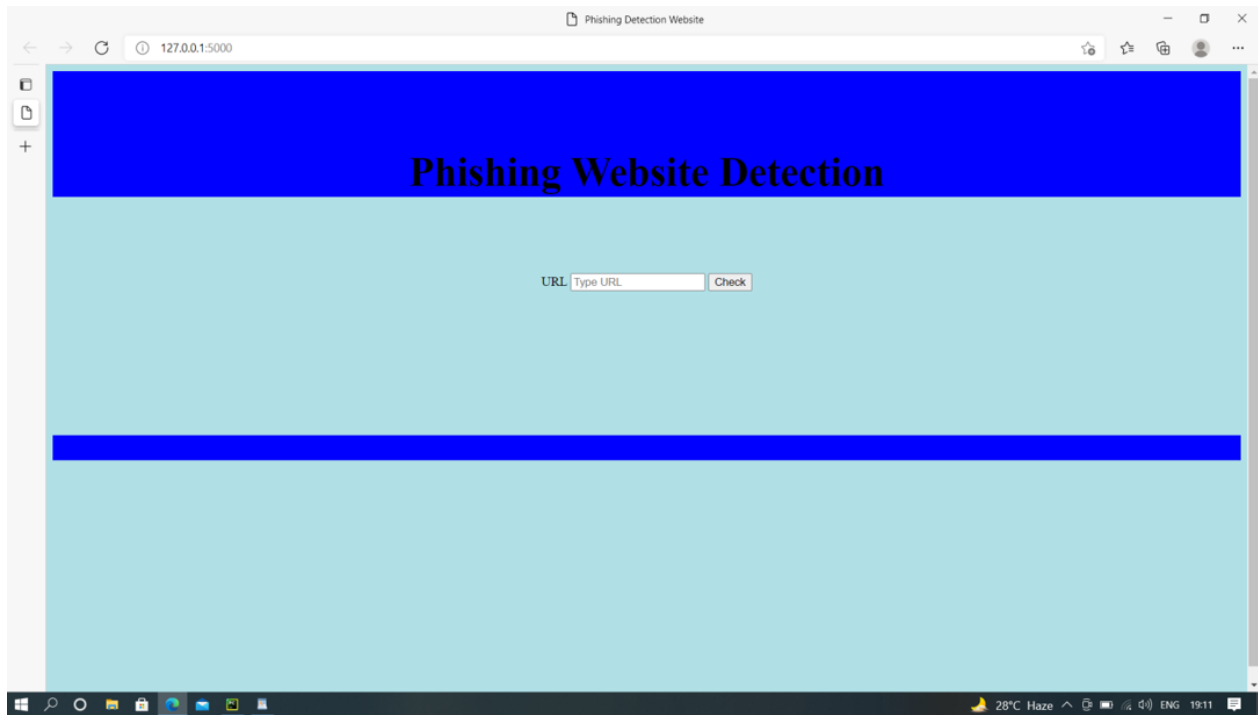 Phishing Detection Website
127.0.0.1:5000
Phishing Website Detection
URL Type URL Check
28°C Haze ENG 19:11